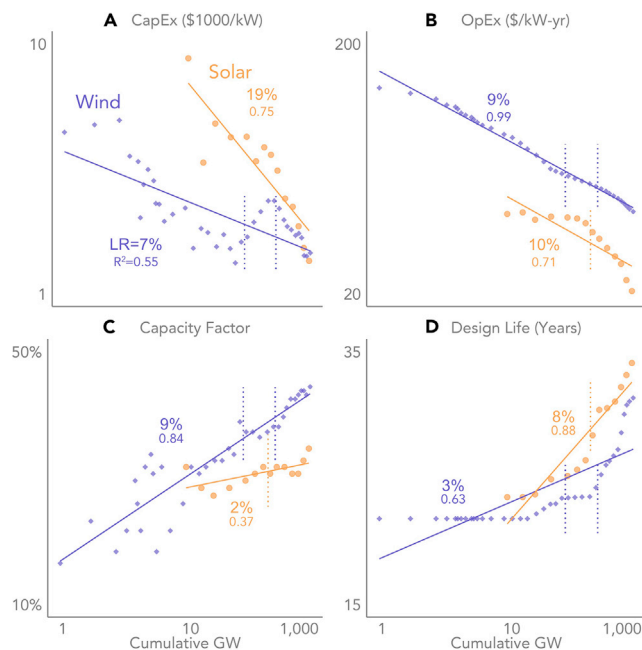 A CapEx ($1000/kW)
10
Solar
19%
0.75
Wind
LR=7%
R²=0.55
1
B OpEx ($/kW-yr)
200
9%
0.99
10%
0.71
20
C Capacity Factor
50%
9%
0.84
2%
0.37
10%
1 10 1,000
Cumulative GW
D Design Life (Years)
35
8%
0.88
3%
0.63
15
1 10 1,000
Cumulative GW